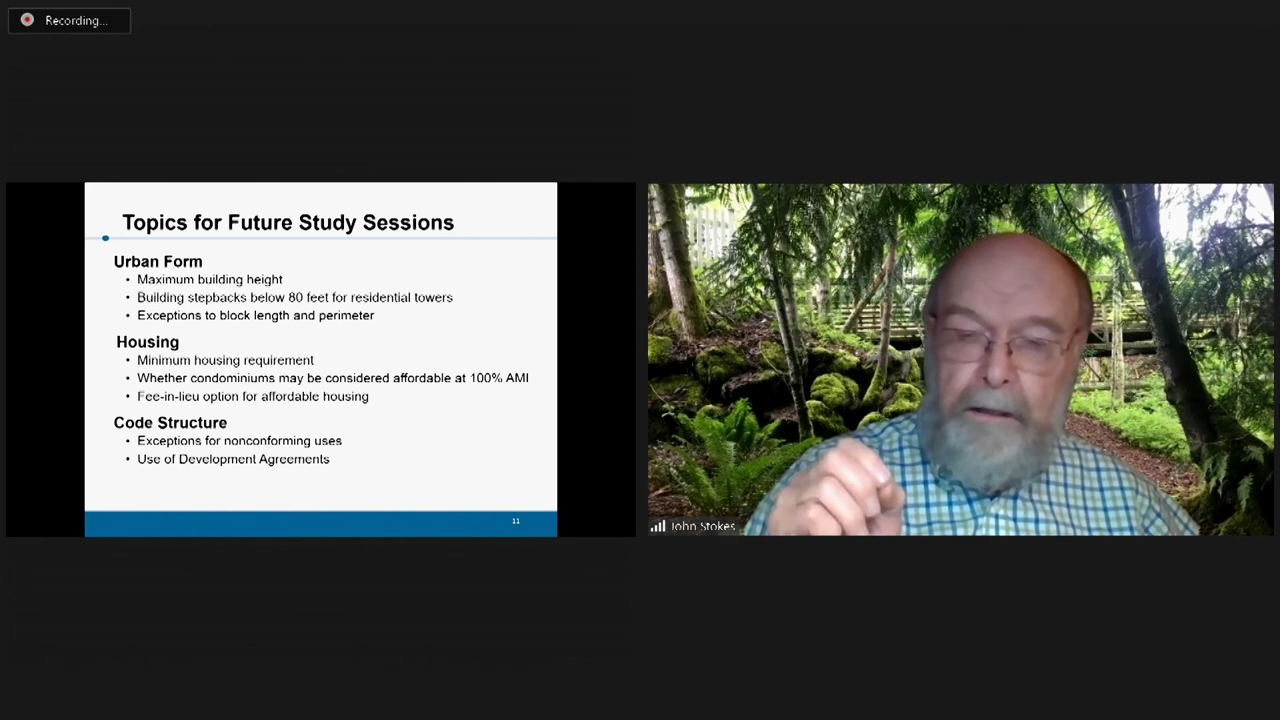 Recording...
Topics for Future Study Sessions
Urban Form
• Maximum building height
• Building stepbacks below 80 feet for residential towers
• Exceptions to block length and perimeter
Housing
• Minimum housing requirement
• Whether condominiums may be considered affordable at 100% AMI
• Fee-in-lieu option for affordable housing
Code Structure
• Exceptions for nonconforming uses
• Use of Development Agreements
11
John Stokes